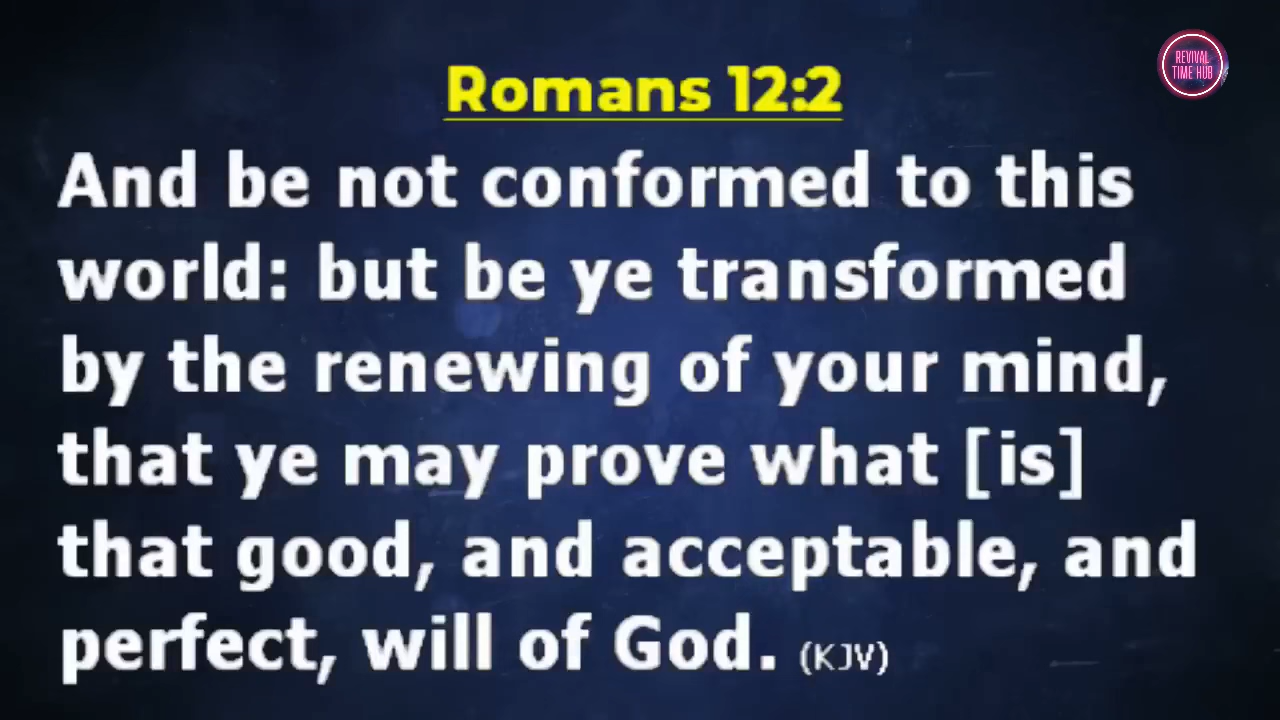 REVIVAL
TIME HUB
Romans 12:2
And be not conformed to this
world: but be ye transformed
by the renewing of your mind,
that ye may prove what [is]
that good, and acceptable, and
perfect, will of God. (KJV)